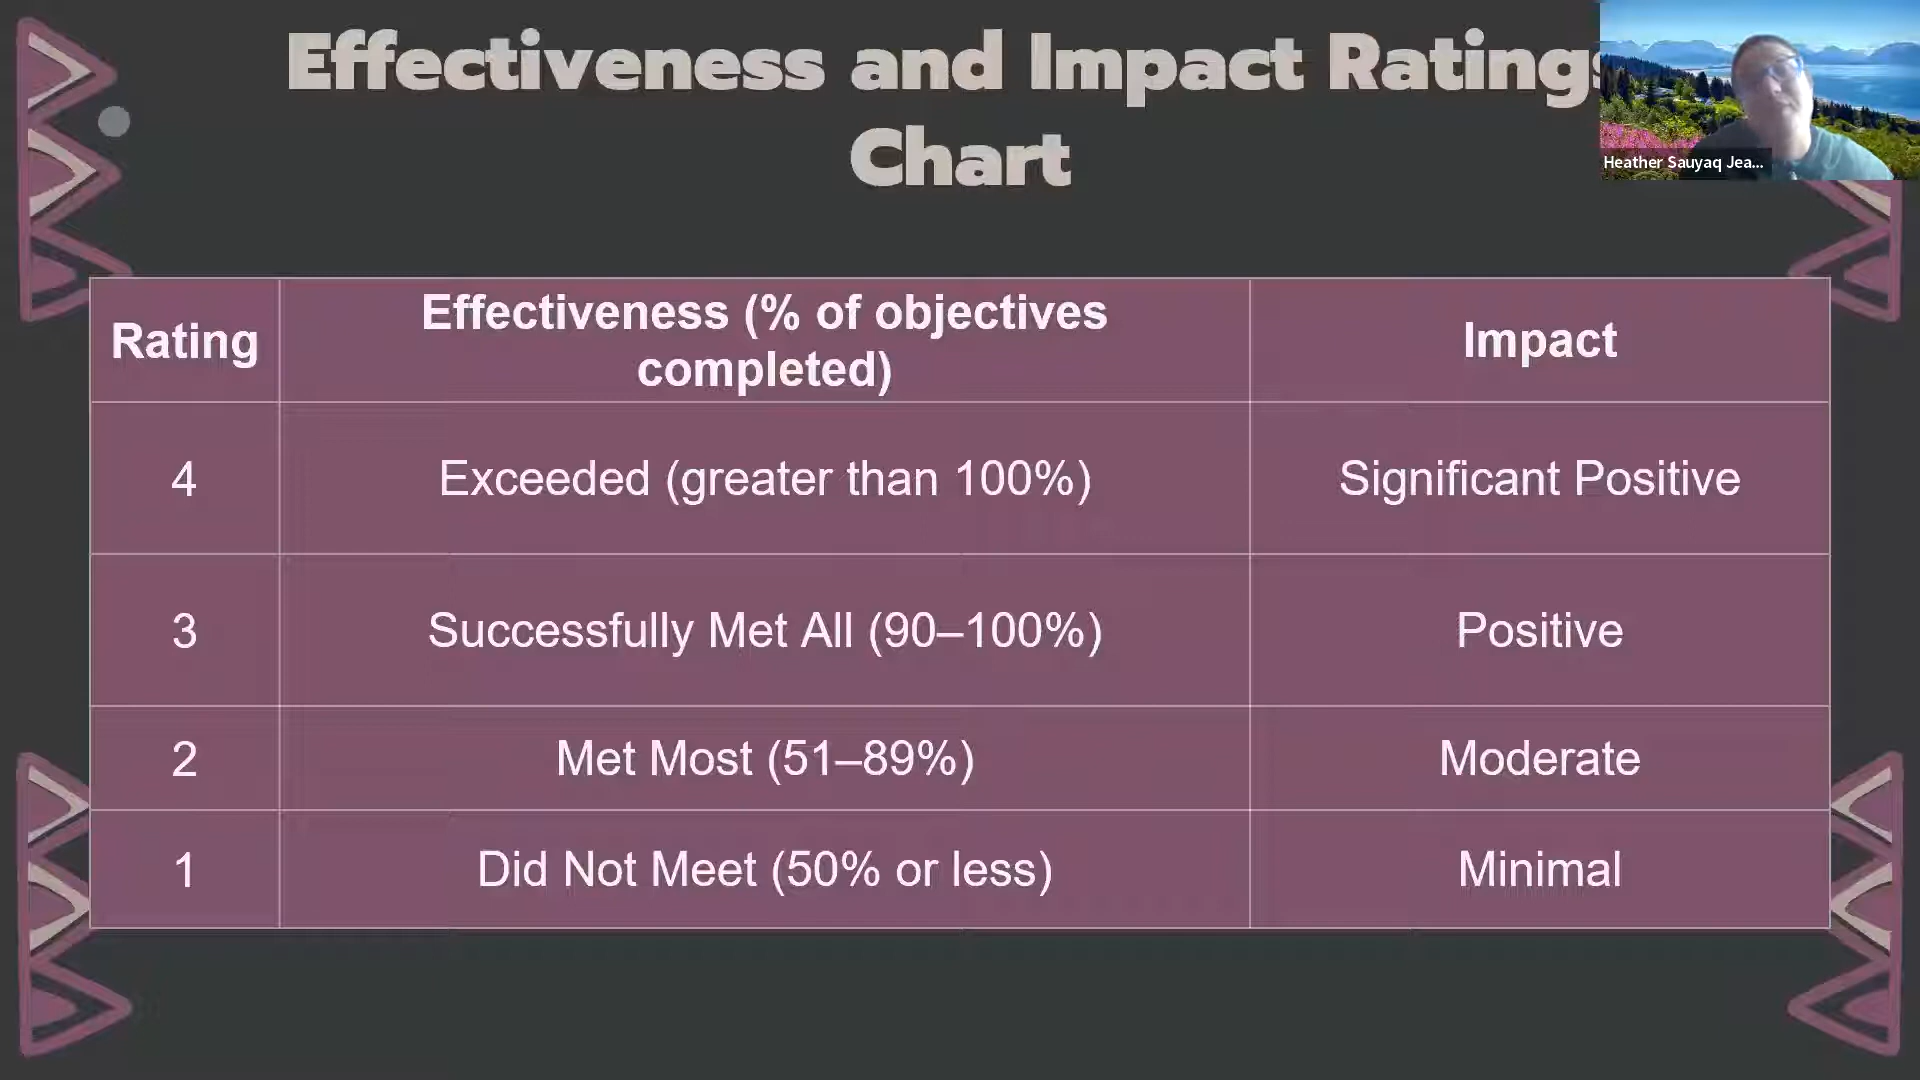 Effectiveness and Impact Ratings
Chart
Heather Sauyaq Jea...
Rating
Effectiveness (% of objectives
completed)
Impact
4
Exceeded (greater than 100%)
Significant Positive
3
Successfully Met All (90–100%)
Positive
2
Met Most (51–89%)
Moderate
1
Did Not Meet (50% or less)
Minimal